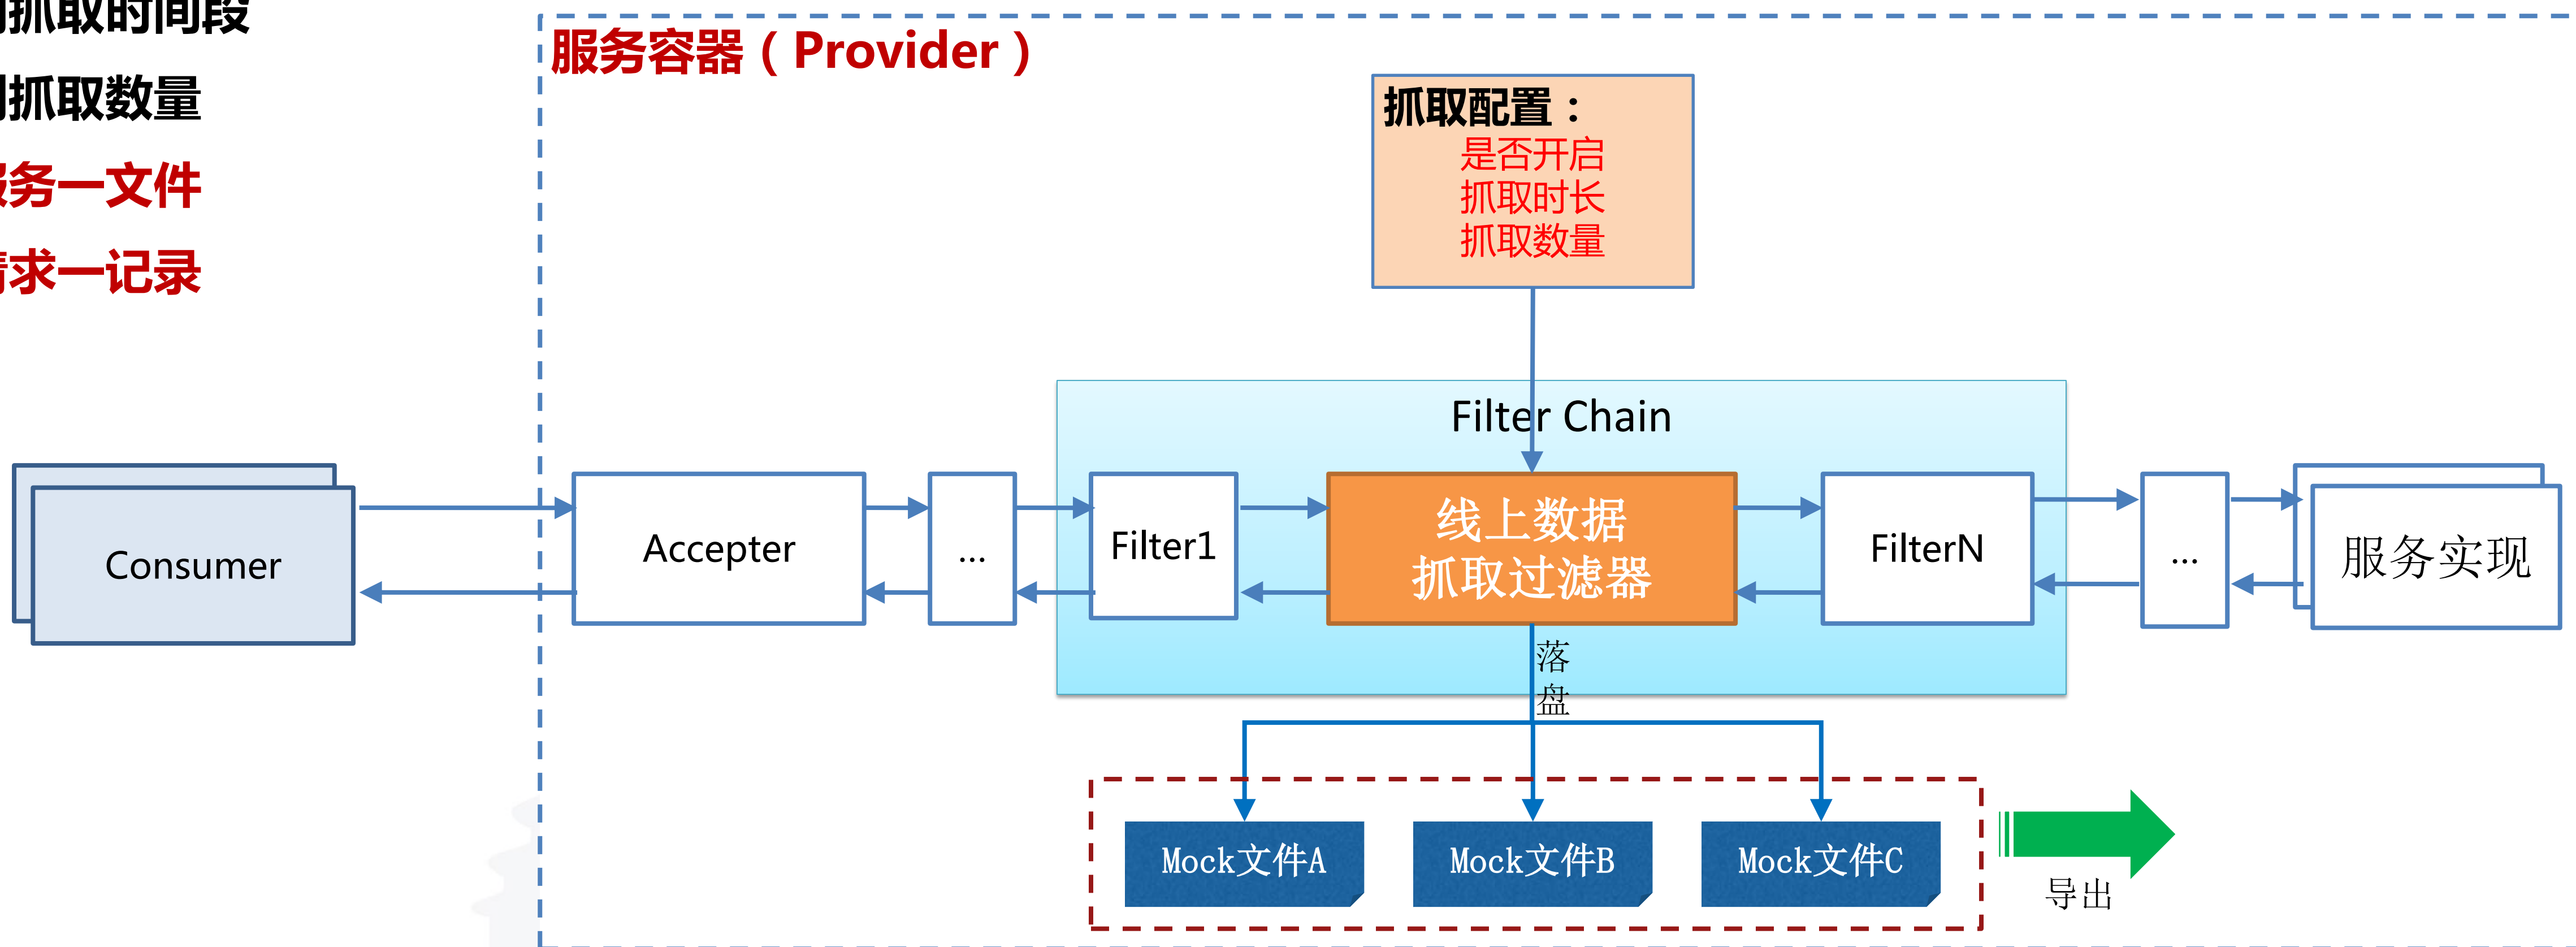 抓取时间段
抓取数量
服务一文件
请求一记录
服务容器（Provider）
抓取配置：
是否开启
抓取时长
抓取数量
Filter Chain
Consumer
Accepter
...
Filter1
线上数据
抓取过滤器
FilterN
...
服务实现
落
盘
Mock文件A
Mock文件B
Mock文件C
导出